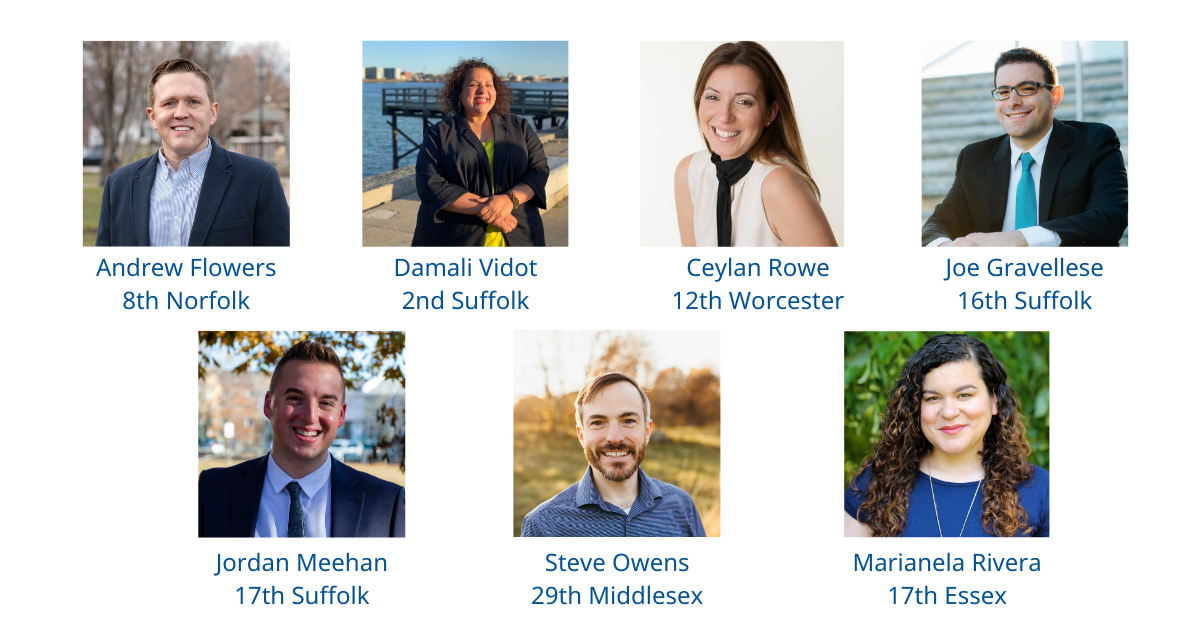 Andrew Flowers
8th Norfolk
Damali Vidot
2nd Suffolk
Ceylan Rowe
12th Worcester
Joe Gravellese
16th Suffolk
Jordan Meehan
17th Suffolk
Steve Owens
29th Middlesex
Marianela Rivera
17th Essex